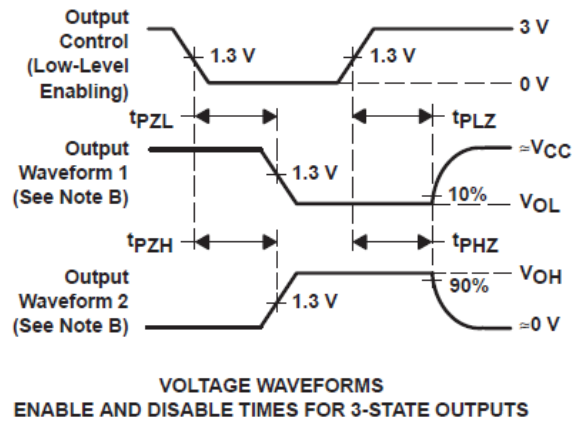 Output
Control
(Low-Level
Enabling)
1.3 V
1.3 V
3 V
0 V
tPZL
tPLZ
Output
Waveform 1
(See Note B)
1.3 V
≈VCC
10%
VOL
tPZH
tPHZ
Output
Waveform 2
(See Note B)
1.3 V
VOH
90%
≈0 V
VOLTAGE WAVEFORMS
ENABLE AND DISABLE TIMES FOR 3-STATE OUTPUTS